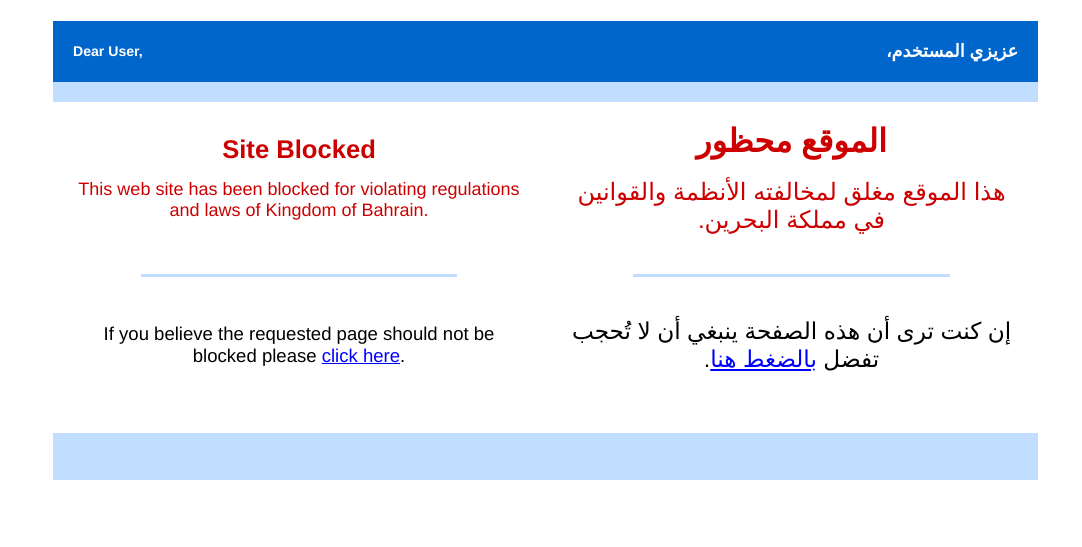 Dear User,
عزيزي المستخدم،
Site Blocked
This web site has been blocked for violating regulations
and laws of Kingdom of Bahrain.
If you believe the requested page should not be
blocked please click here.
الموقع محظور
هذا الموقع مغلق لمخالفته الأنظمة والقوانين
في مملكة البحرين.
إن كنت ترى أن هذه الصفحة ينبغي أن لا تُحجب
تفضل بالضغط هنا.